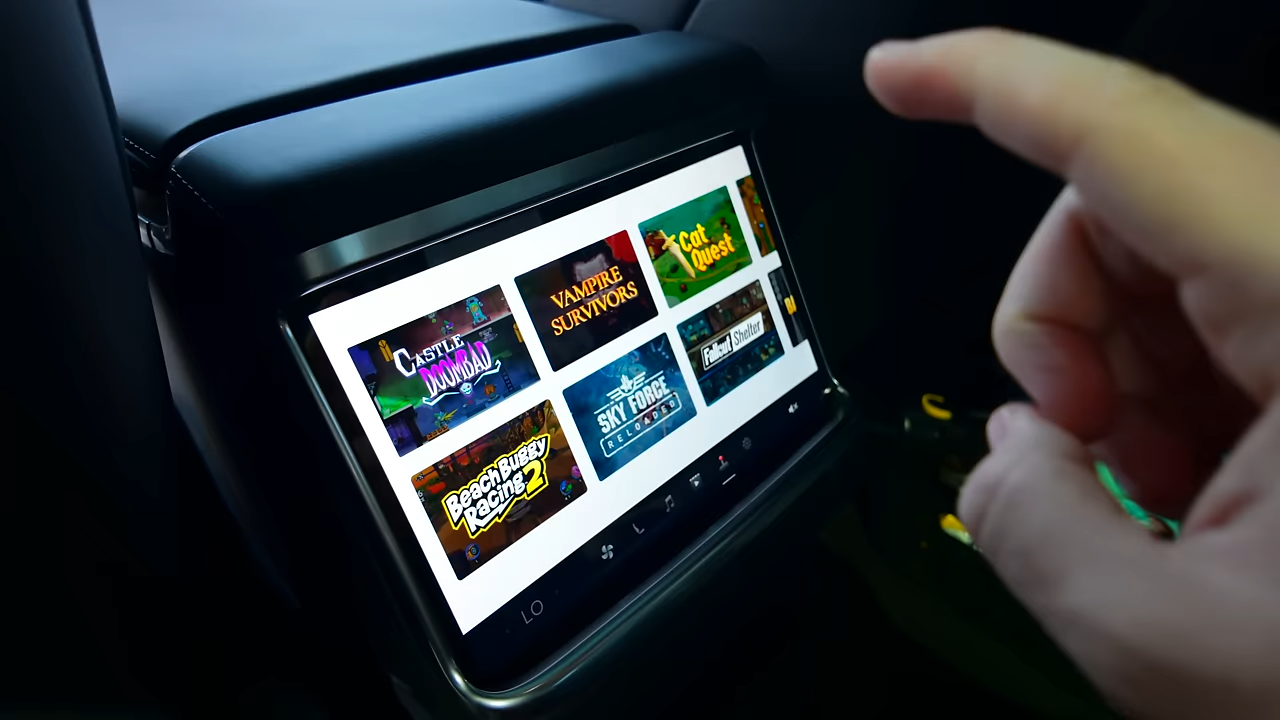 CASTLE
DOOMBAD
VAMPIRE
SURVIVORS
Cat
Quest
Beach Buggy
Racing 2
SKY FORCE
RELOADED
Fallout Shelter
LO